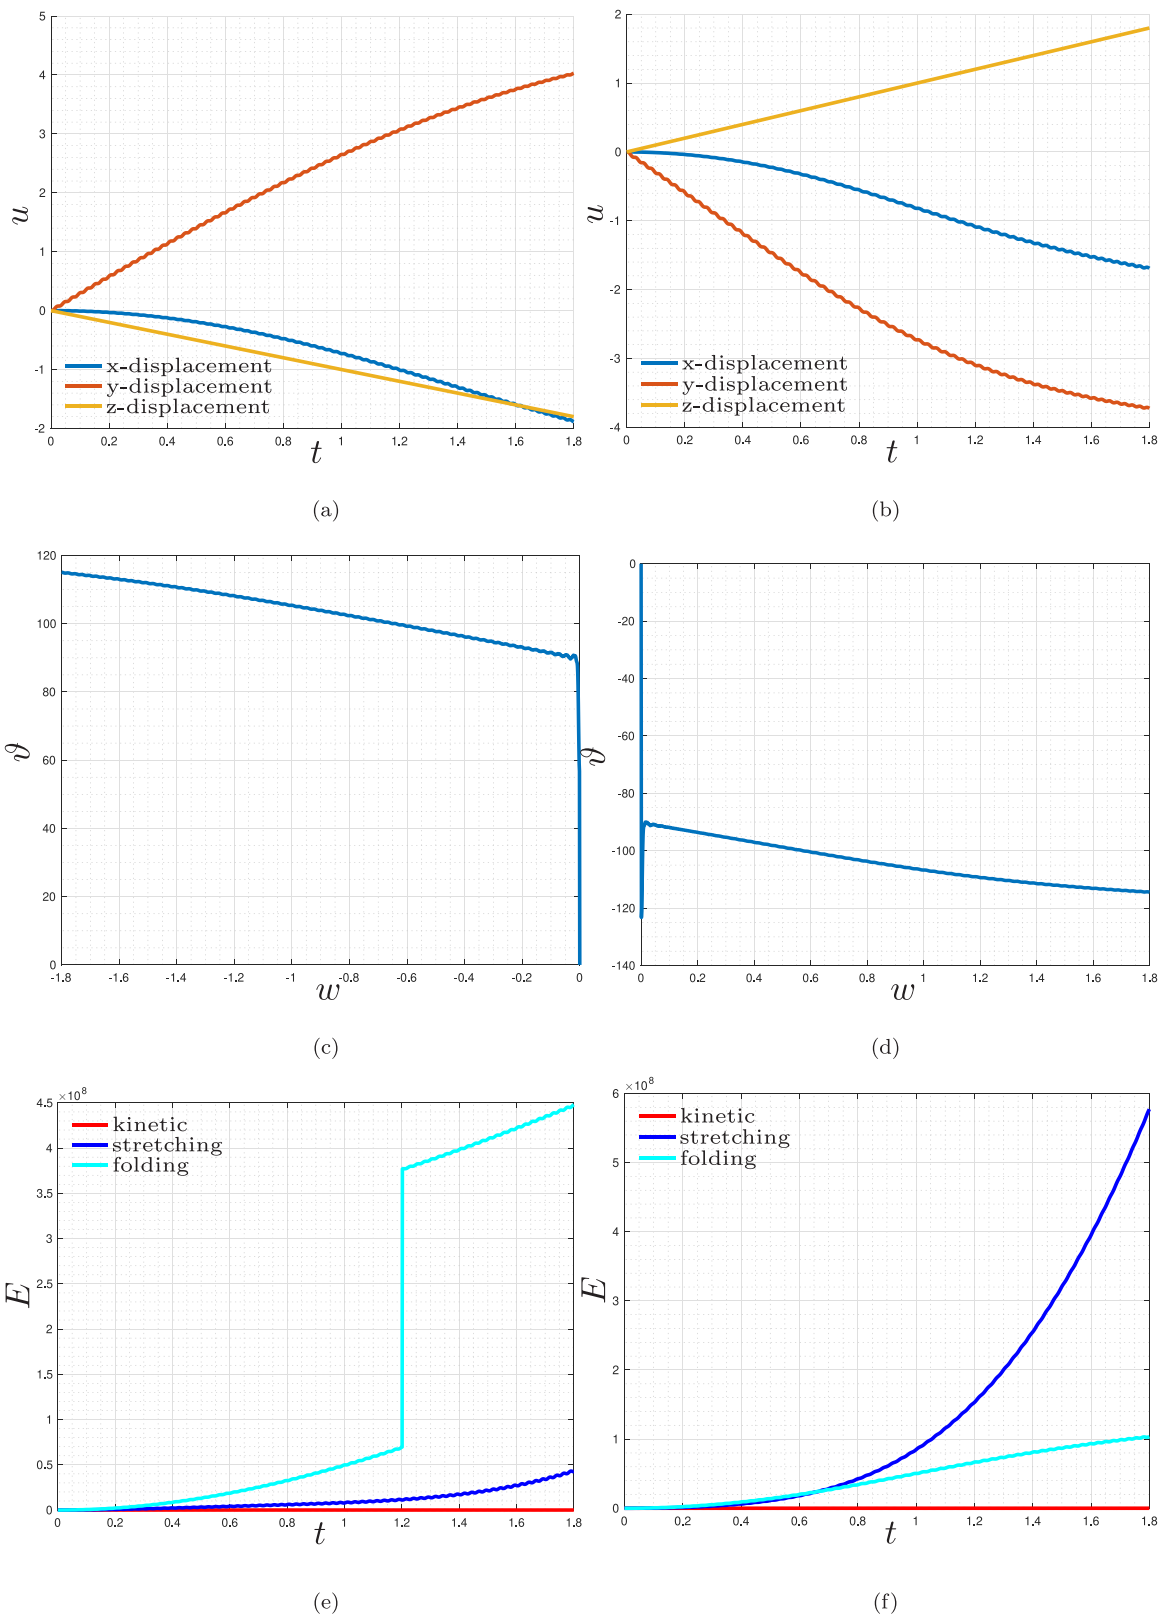 5
4
3
2
1
0
-1
-2
u
x-displacement
y-displacement
z-displacement
0 0.2 0.4 0.6 0.8 1 1.2 1.4 1.6 1.8
t
(a)
2
1
0
-1
-2
-3
-4
u
x-displacement
y-displacement
z-displacement
0 0.2 0.4 0.6 0.8 1 1.2 1.4 1.6 1.8
t
(b)
120
100
80
60
40
20
0
ϑ
-1.8 -1.6 -1.4 -1.2 -1 -0.8 -0.6 -0.4 -0.2 0
w
(c)
0
-20
-40
-60
-80
-100
-120
-140
ϑ
0 0.2 0.4 0.6 0.8 1 1.2 1.4 1.6 1.8
w
(d)
×10⁸
4.5
4
3.5
3
2.5
2
1.5
1
0.5
0
E
kinetic
stretching
folding
0 0.2 0.4 0.6 0.8 1 1.2 1.4 1.6 1.8
t
(e)
×10⁸
6
5
4
3
2
1
0
E
kinetic
stretching
folding
0 0.2 0.4 0.6 0.8 1 1.2 1.4 1.6 1.8
t
(f)